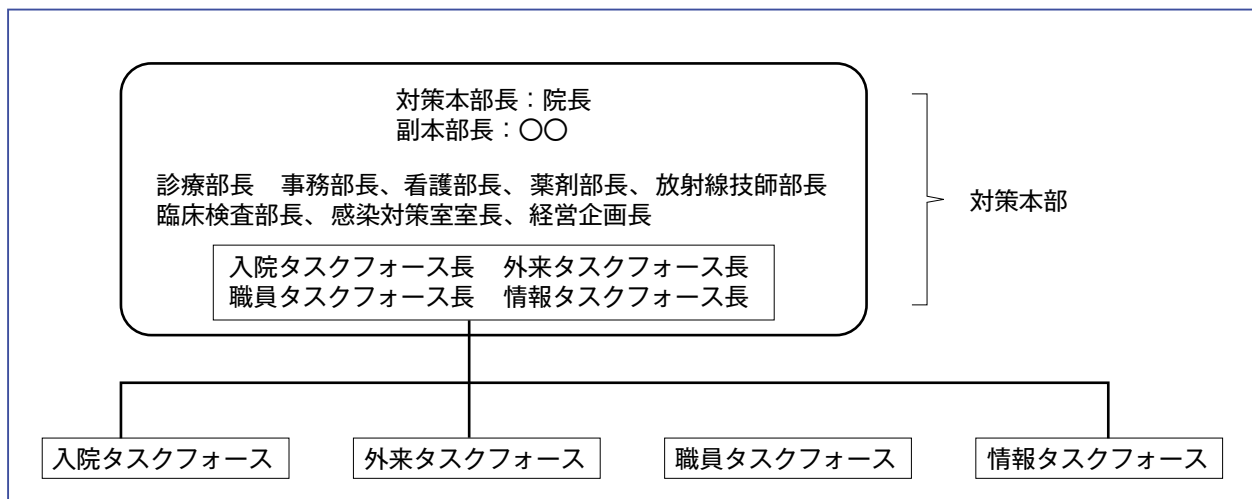 対策本部長：院長
副本部長：〇〇
診療部長　事務部長、看護部長、薬剤部長、放射線技師部長
臨床検査部長、感染対策室室長、経営企画長
入院タスクフォース長　外来タスクフォース長
職員タスクフォース長　情報タスクフォース長
対策本部
入院タスクフォース
外来タスクフォース
職員タスクフォース
情報タスクフォース